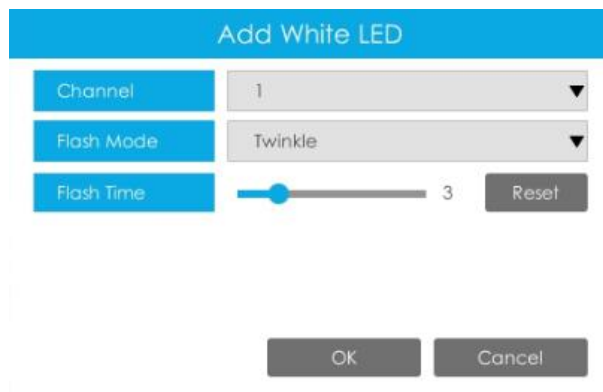 Add White LED
Channel 1
Flash Mode Twinkle
Flash Time 3 Reset
OK Cancel